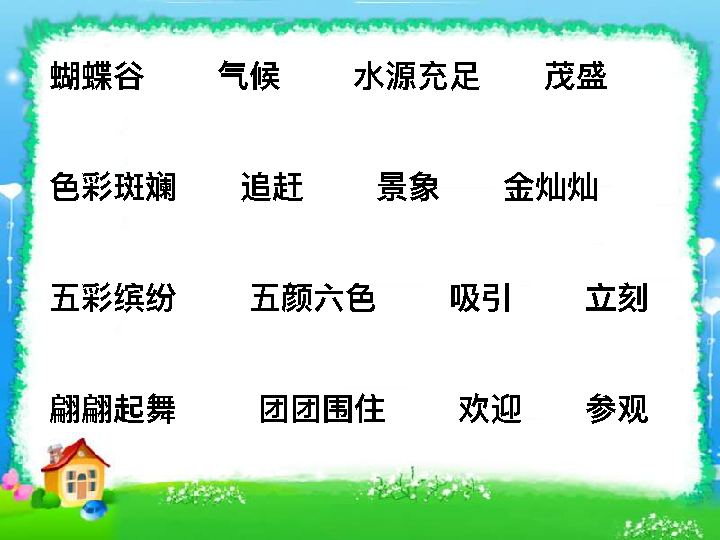 蝴蝶谷 气候 水源充足 茂盛
色彩斑斓 追赶 景象 金灿灿
五彩缤纷 五颜六色 吸引 立刻
翩翩起舞 团团围住 欢迎 参观